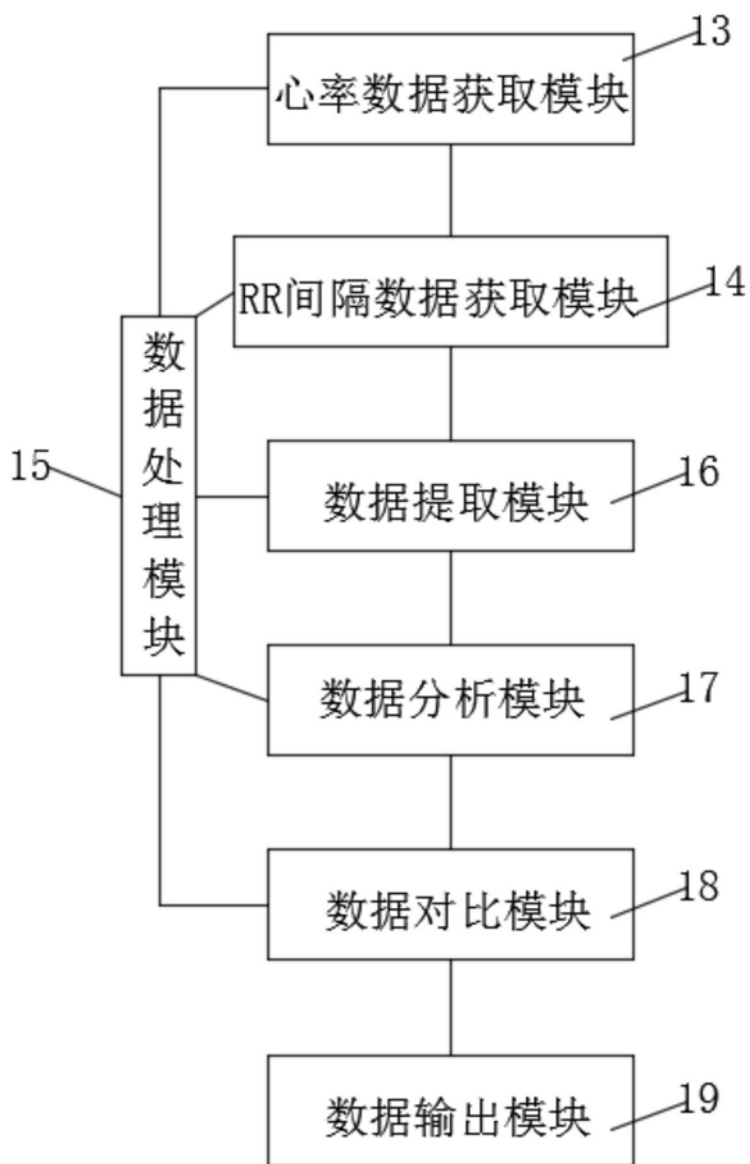 13
心率数据获取模块
14
RR间隔数据获取模块
15
数据处理模块
16
数据提取模块
17
数据分析模块
18
数据对比模块
19
数据输出模块